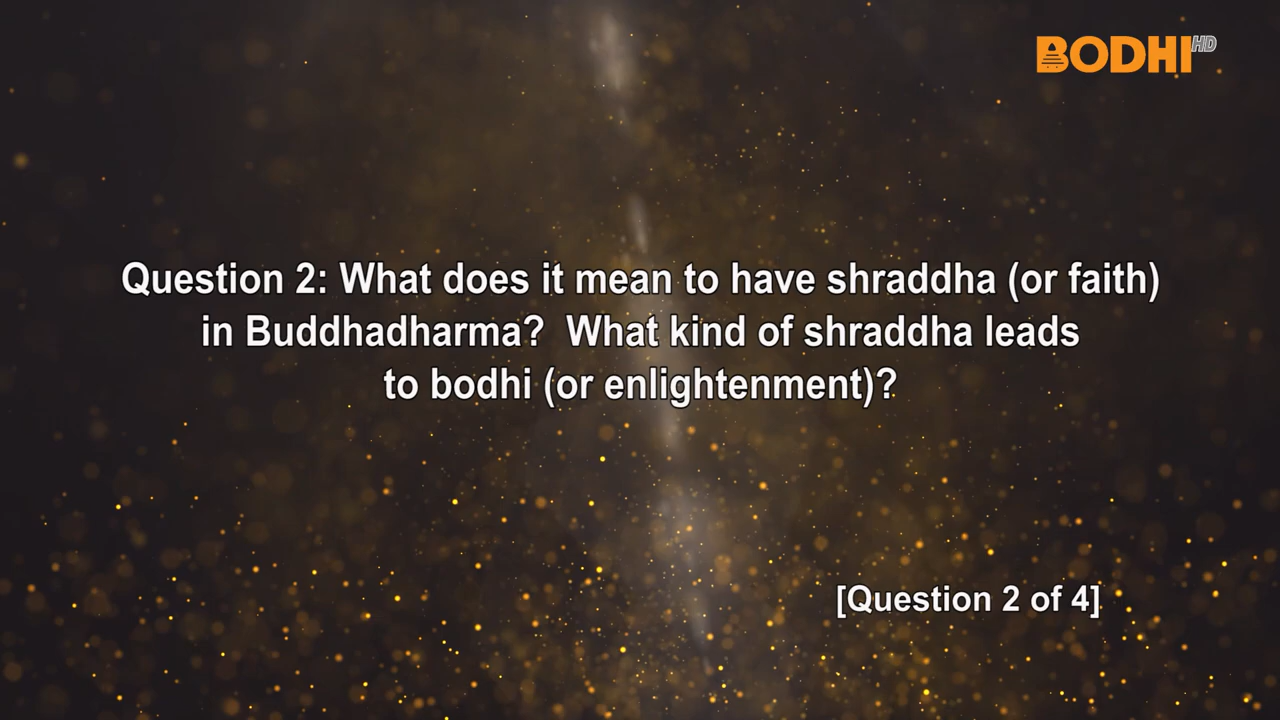 BODHI HD
Question 2: What does it mean to have shraddha (or faith)
in Buddhadharma?  What kind of shraddha leads
to bodhi (or enlightenment)?
[Question 2 of 4]